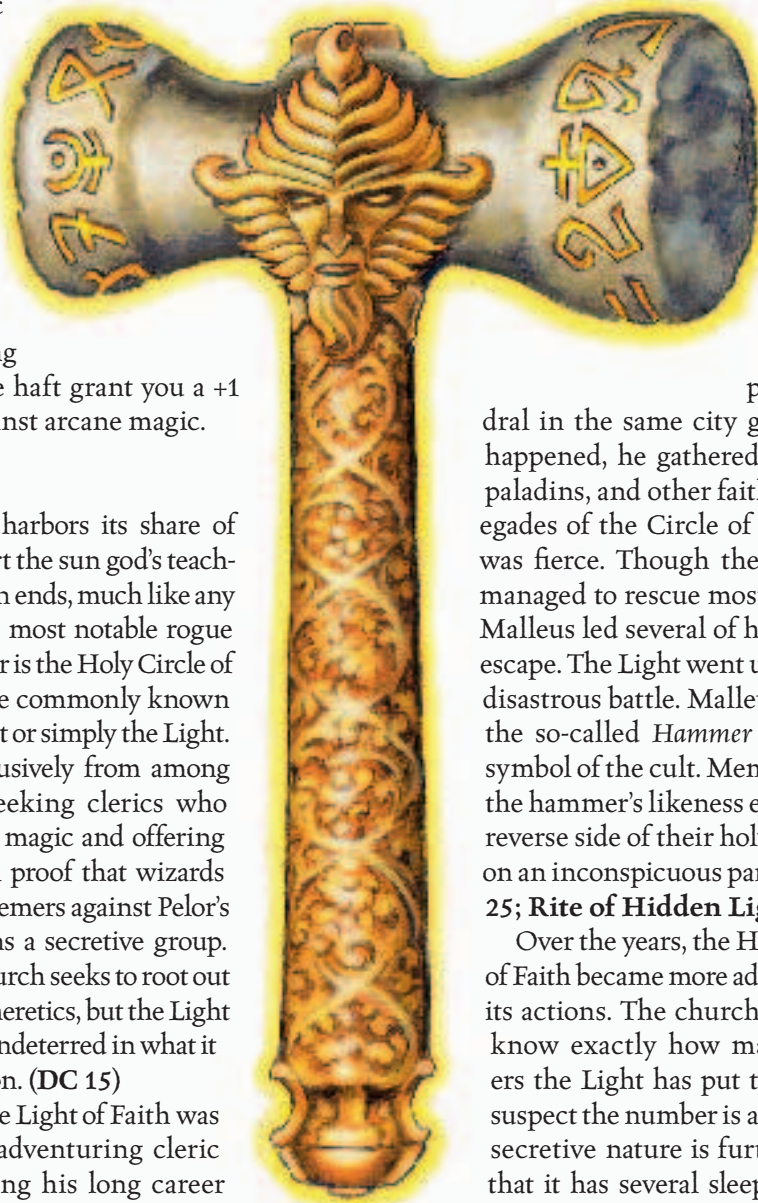 ng
e haft grant you a +1
inst arcane magic.
harbors its share of
rt the sun god's teach-
n ends, much like any
most notable rogue
r is the Holy Circle of
e commonly known
t or simply the Light.
usively from among
eeking clerics who
magic and offering
proof that wizards
emers against Pelor's
ns a secretive group.
urch seeks to root out
heretics, but the Light
ndeterred in what it
on. (DC 15)
e Light of Faith was
adventuring cleric
ng his long career
p
dral in the same city g
happened, he gathered
paladins, and other faith
egades of the Circle of
was fierce. Though the
managed to rescue most
Malleus led several of h
escape. The Light went u
disastrous battle. Malleu
the so-called Hammer
symbol of the cult. Mem
the hammer's likeness e
reverse side of their hol
on an inconspicuous par
25; Rite of Hidden Lig
Over the years, the H
of Faith became more ad
its actions. The church
know exactly how ma
ers the Light has put t
suspect the number is a
secretive nature is furt
that it has several sleep